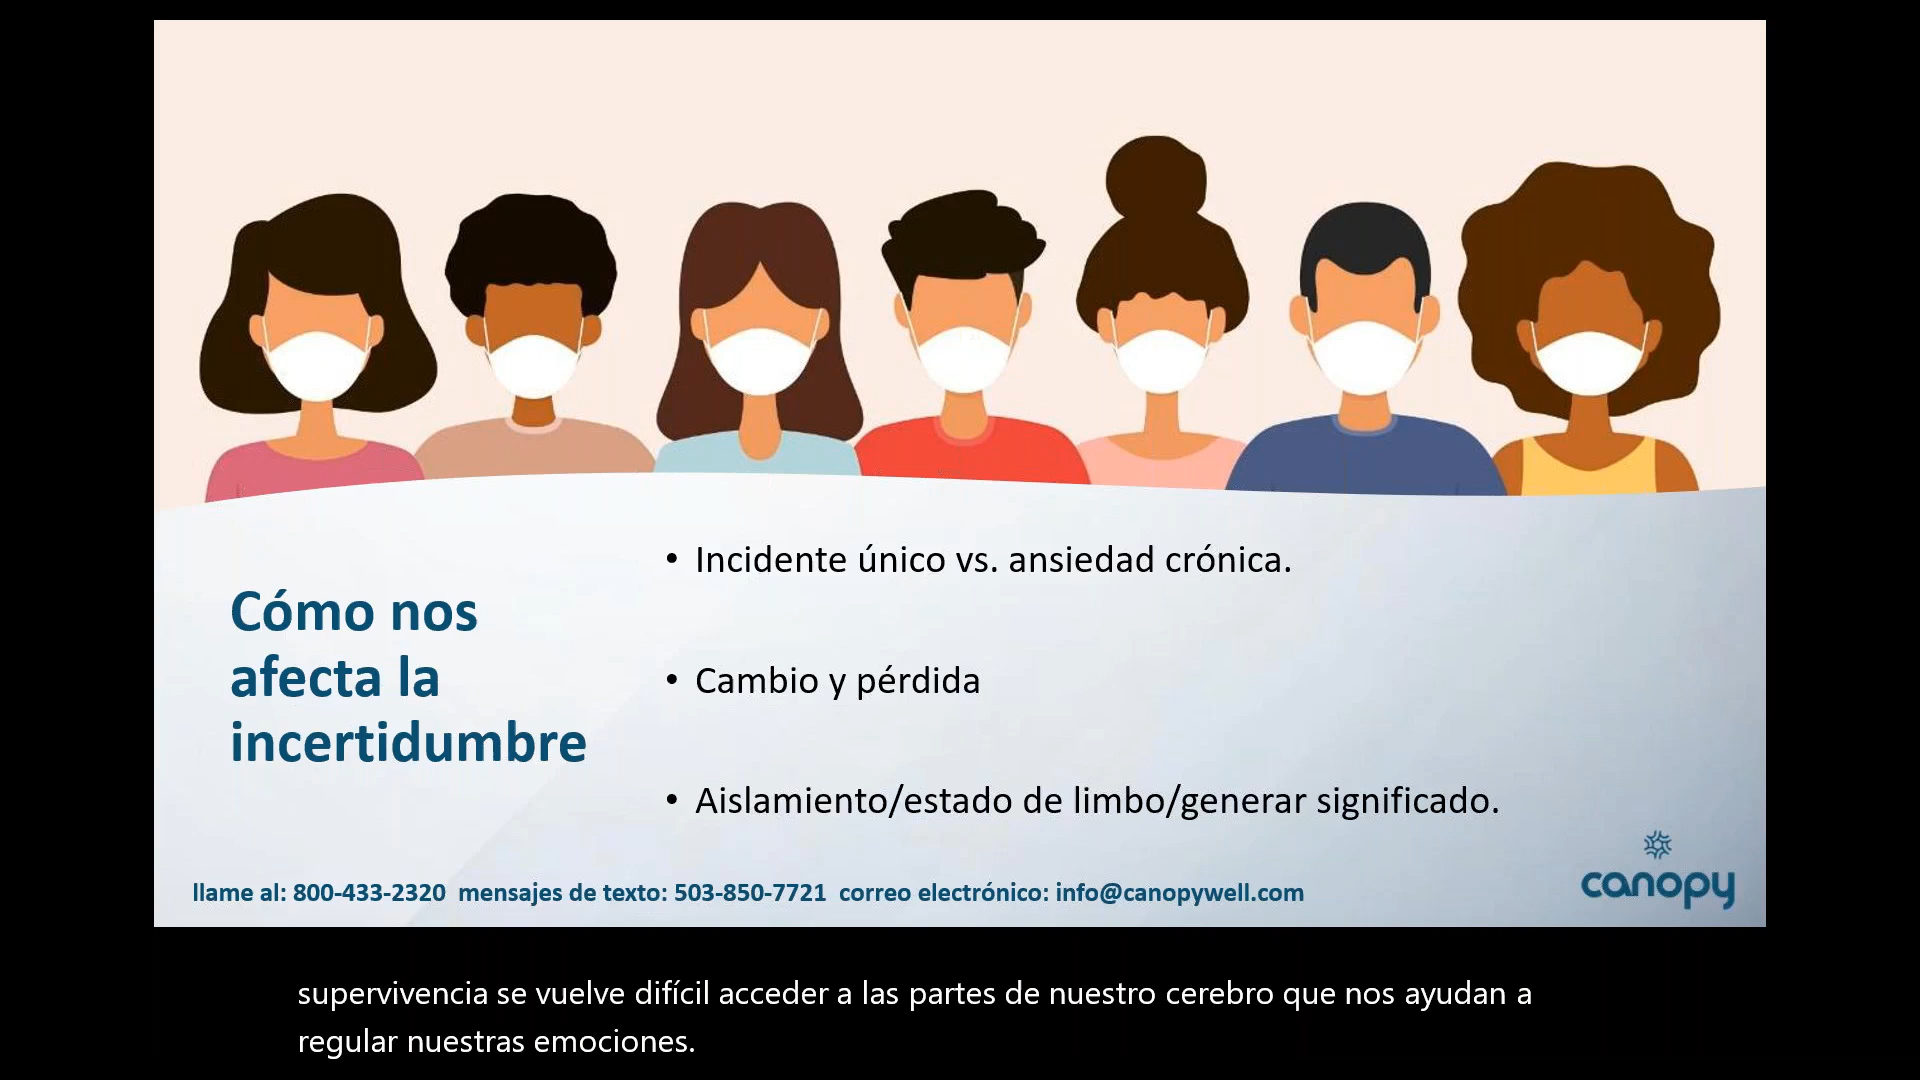 Cómo nos
afecta la
incertidumbre
• Incidente único vs. ansiedad crónica.
• Cambio y pérdida
• Aislamiento/estado de limbo/generar significado.
llame al: 800-433-2320 mensajes de texto: 503-850-7721 correo electrónico: info@canopywell.com
canopy
supervivencia se vuelve difícil acceder a las partes de nuestro cerebro que nos ayudan a
regular nuestras emociones.